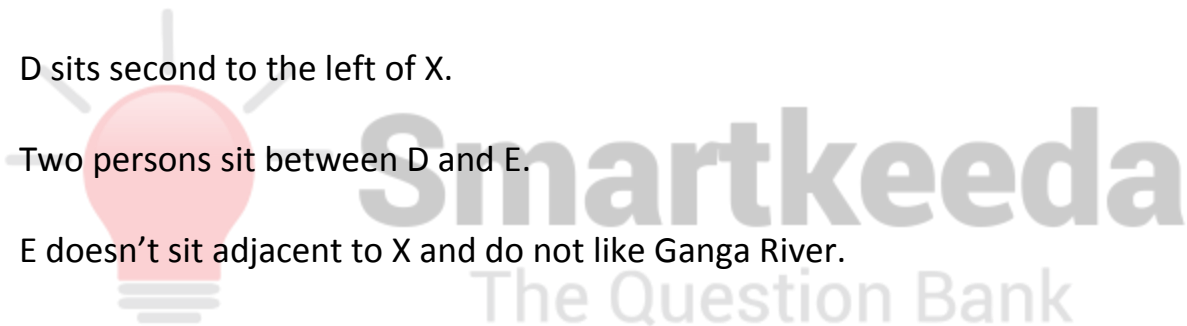 D sits second to the left of X.
Two persons sit between D and E.
Smartkeeda
E doesn’t sit adjacent to X and do not like Ganga River.
The Question Bank